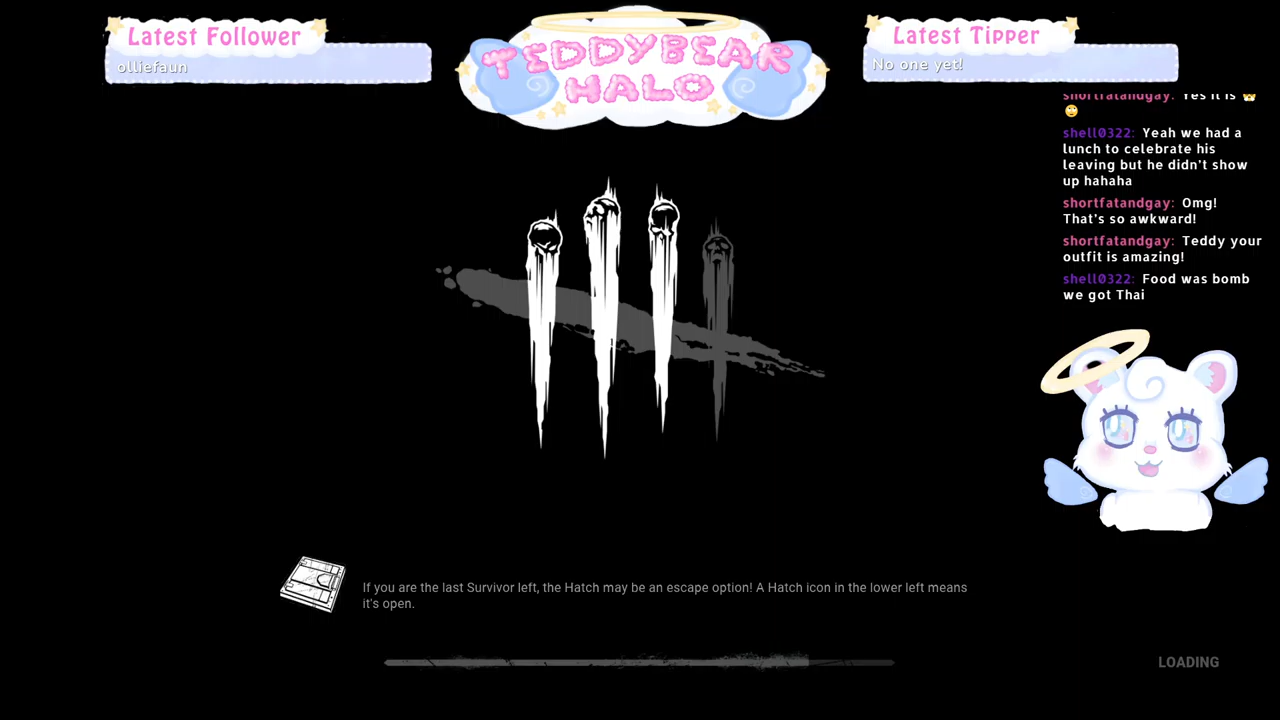 Latest Follower
olliefaun
TEDDYBEAR
HALO
Latest Tipper
No one yet!
shortfatandgay: Yes it is
shell0322: Yeah we had a
lunch to celebrate his
leaving but he didn't show
up hahaha
shortfatandgay: Omg!
That's so awkward!
shortfatandgay: Teddy your
outfit is amazing!
shell0322: Food was bomb
we got Thai
If you are the last Survivor left, the Hatch may be an escape option! A Hatch icon in the lower left means
it's open.
LOADING